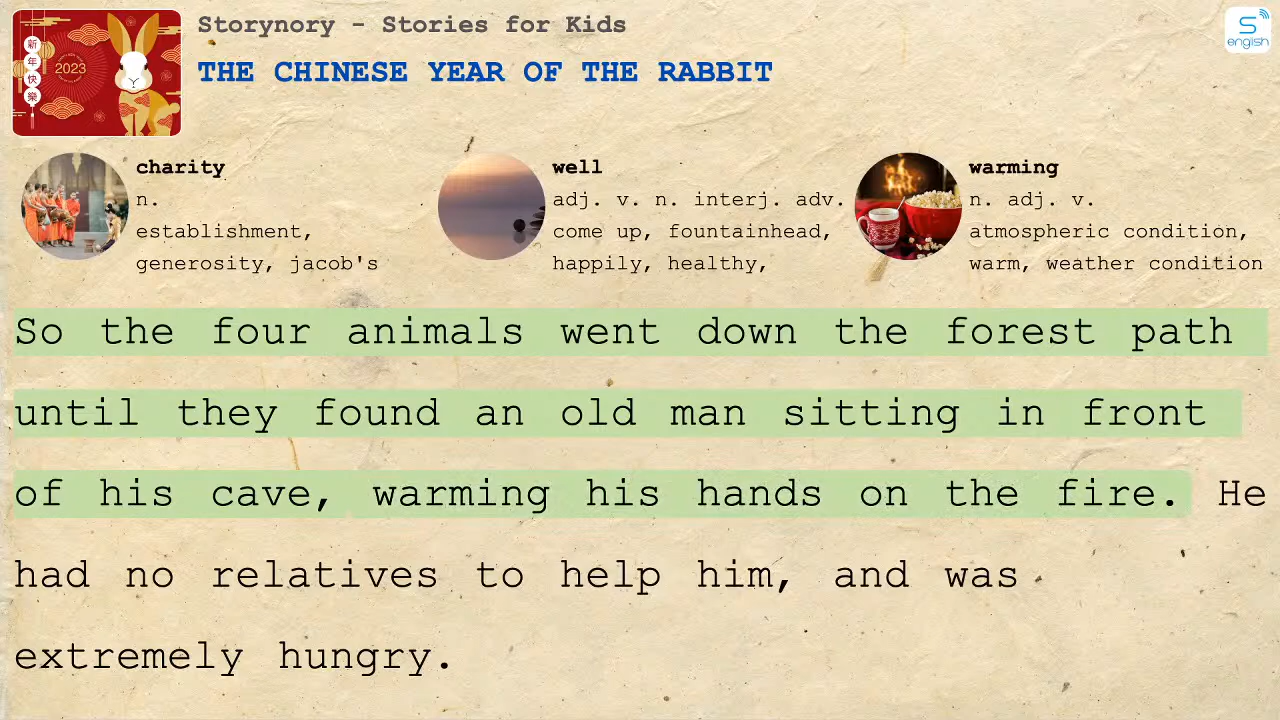 Storynory - Stories for Kids
THE CHINESE YEAR OF THE RABBIT
新年快樂
2023
S
english
charity
n.
establishment,
generosity, jacob's
well
adj. v. n. interj. adv.
come up, fountainhead,
happily, healthy,
warming
n. adj. v.
atmospheric condition,
warm, weather condition
So the four animals went down the forest path
until they found an old man sitting in front
of his cave, warming his hands on the fire. He
had no relatives to help him, and was
extremely hungry.